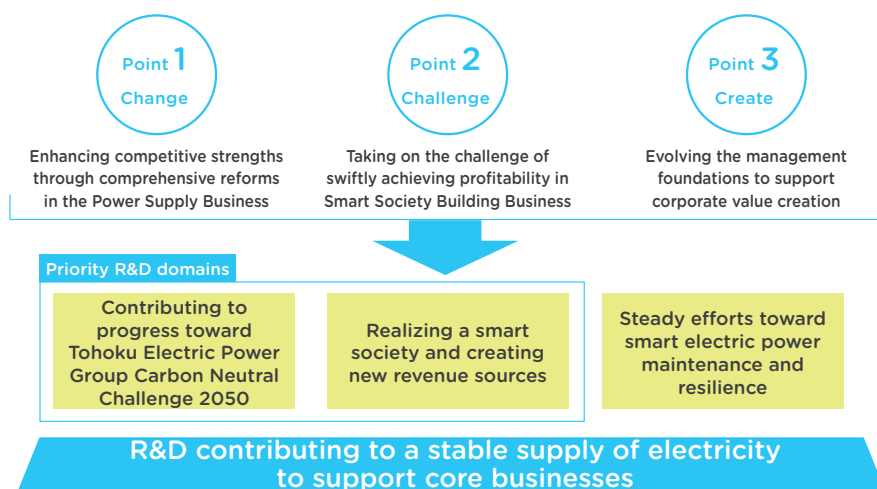 Point 1
Change
Point 2
Challenge
Point 3
Create
Enhancing competitive strengths
through comprehensive reforms
in the Power Supply Business
Taking on the challenge of
swiftly achieving profitability in
Smart Society Building Business
Evolving the management
foundations to support
corporate value creation
Priority R&D domains
Contributing to
progress toward
Tohoku Electric Power
Group Carbon Neutral
Challenge 2050
Realizing a smart
society and creating
new revenue sources
Steady efforts toward
smart electric power
maintenance and
resilience
R&D contributing to a stable supply of electricity
to support core businesses